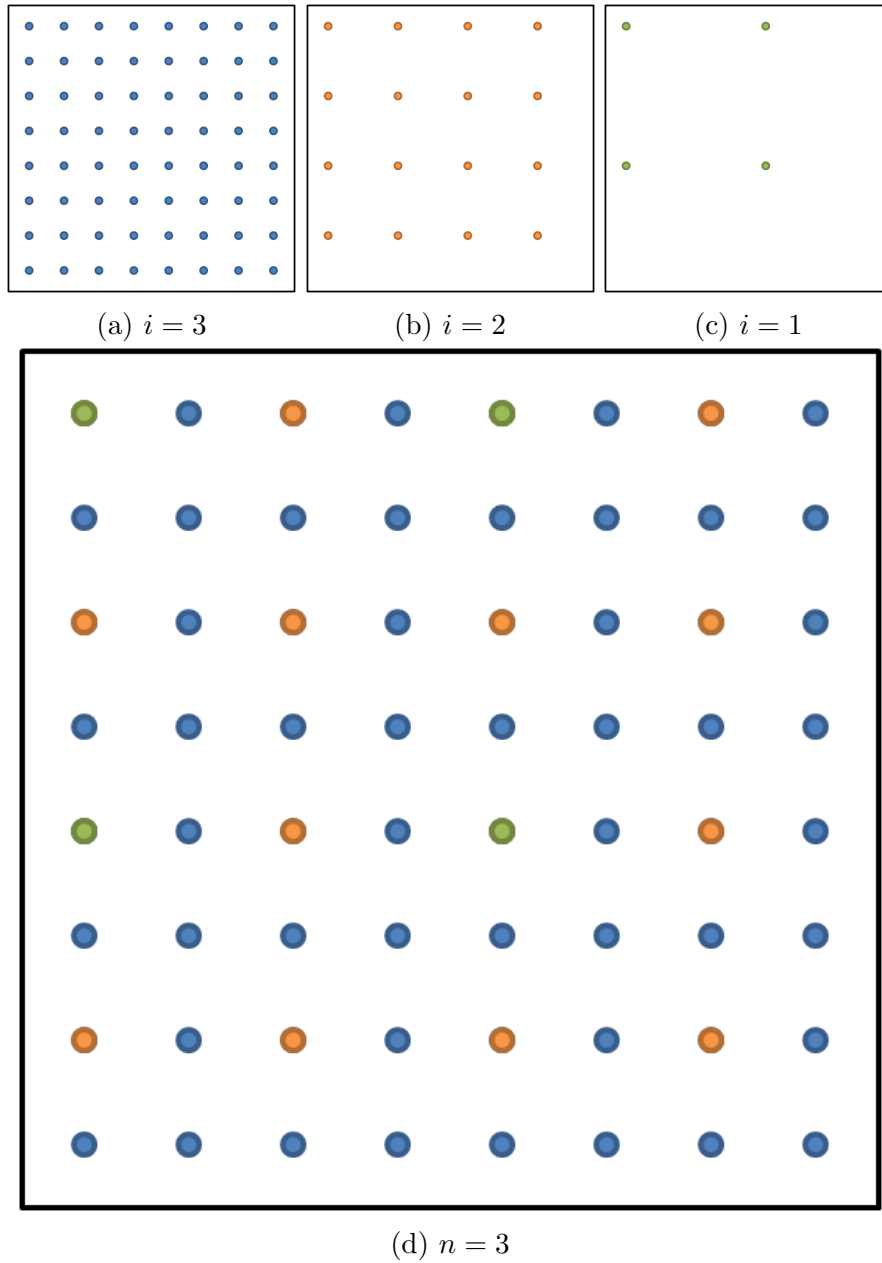 (a) i = 3
(b) i = 2
(c) i = 1
(d) n = 3